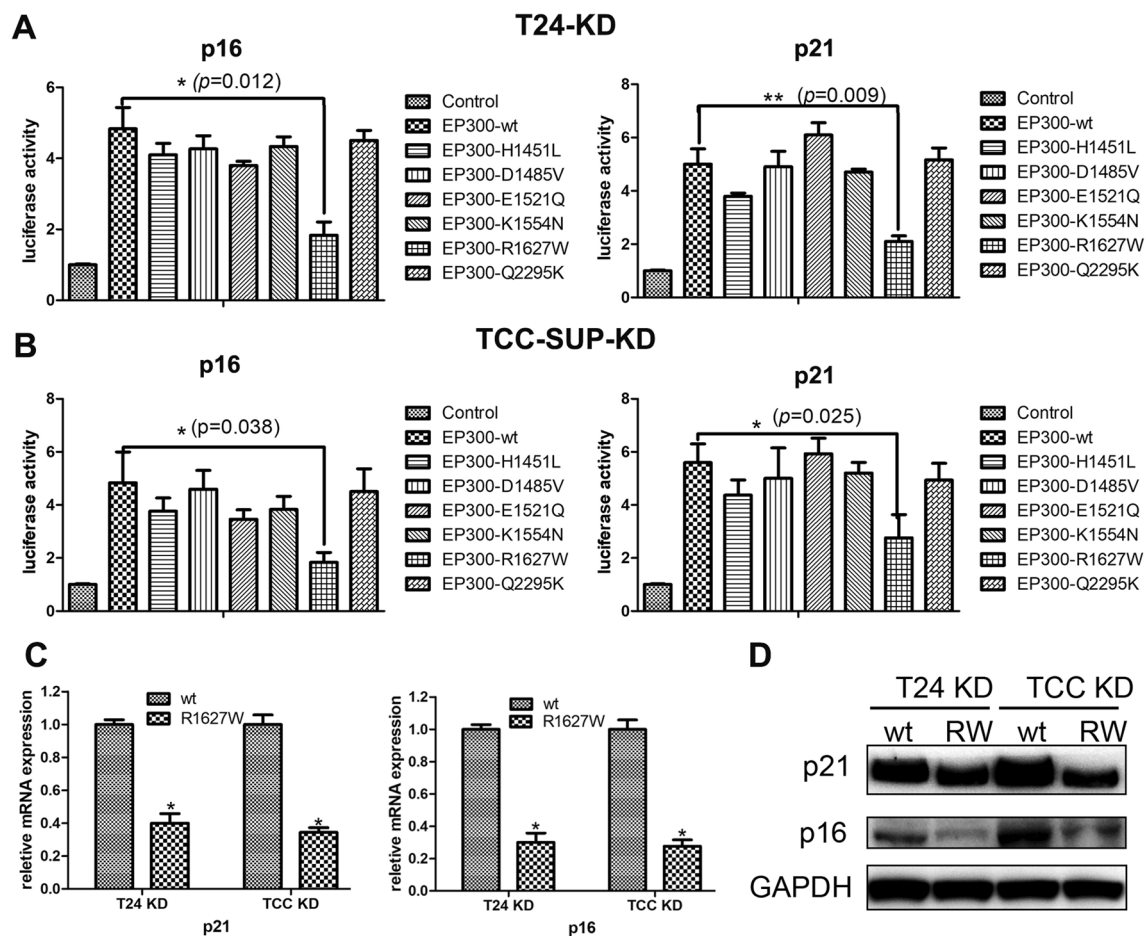 A
T24-KD
p16
luciferase activity
6
4
2
0
* (p=0.012)
Control
EP300-wt
EP300-H1451L
EP300-D1485V
EP300-E1521Q
EP300-K1554N
EP300-R1627W
EP300-Q2295K
p21
luciferase activity
8
6
4
2
0
** (p=0.009)
Control
EP300-wt
EP300-H1451L
EP300-D1485V
EP300-E1521Q
EP300-K1554N
EP300-R1627W
EP300-Q2295K
B
TCC-SUP-KD
p16
luciferase activity
8
6
4
2
0
* (p=0.038)
Control
EP300-wt
EP300-H1451L
EP300-D1485V
EP300-E1521Q
EP300-K1554N
EP300-R1627W
EP300-Q2295K
p21
luciferase activity
8
6
4
2
0
* (p=0.025)
Control
EP300-wt
EP300-H1451L
EP300-D1485V
EP300-E1521Q
EP300-K1554N
EP300-R1627W
EP300-Q2295K
C
reletive mRNA expression
1.2
1.0
0.8
0.6
0.4
0.2
0.0
wt
R1627W
*
*
T24 KD
TCC KD
p21
reletive mRNA expression
1.2
1.0
0.8
0.6
0.4
0.2
0.0
wt
R1627W
*
*
T24 KD
TCC KD
p16
D
T24 KD TCC KD
wt RW wt RW
p21
p16
GAPDH